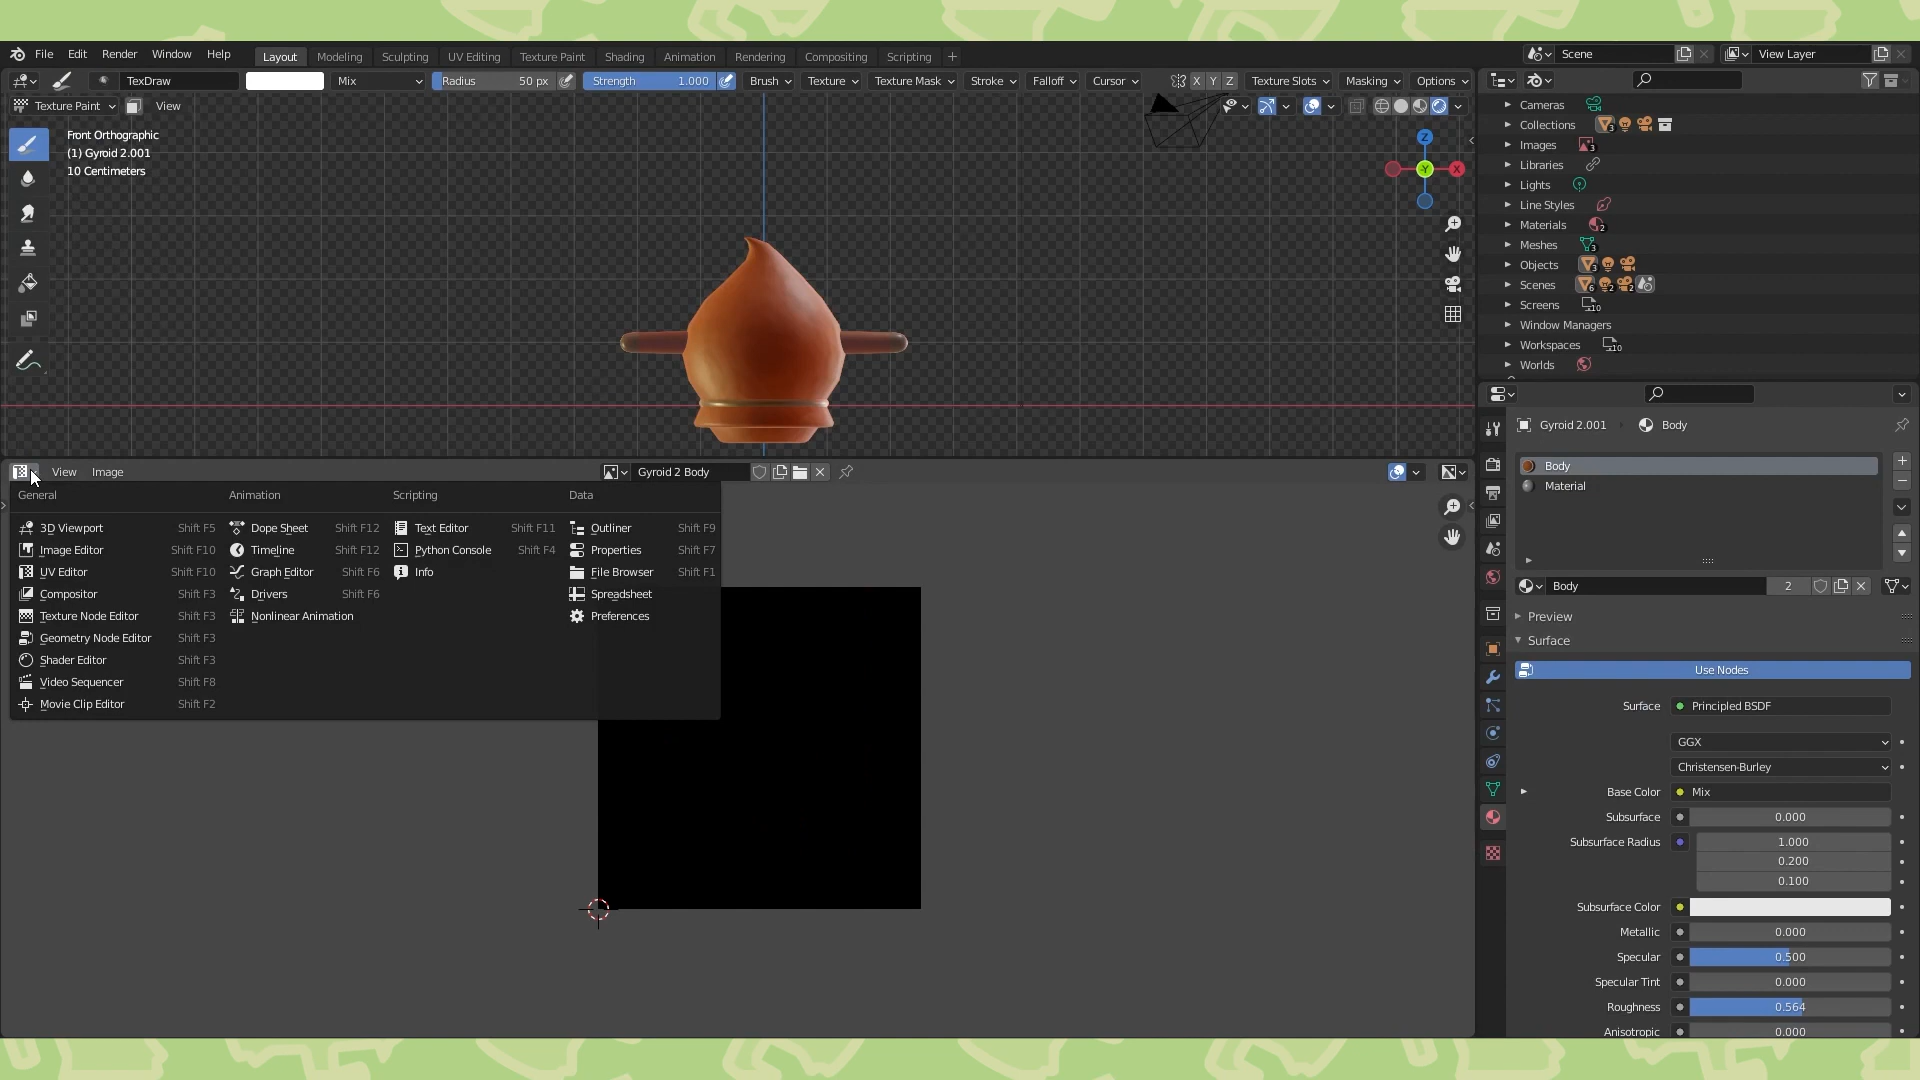 File Edit Render Window Help Layout Modeling Sculpting UV Editing Texture Paint Shading Animation Rendering Compositing Scripting + Scene View Layer
TexDraw Mix Radius 50 px Strength 1.000 Brush Texture Texture Mask Stroke Falloff Cursor X Y Z Texture Slots Masking Options
Texture Paint View
Front Orthographic
(1) Gyroid 2.001
10 Centimeters
Z
Y
X
Cameras
Collections 3
Images 3
Libraries
Lights
Line Styles
Materials 2
Meshes 3
Objects 3
Scenes 6 2 2
Screens 10
Window Managers
Workspaces 10
Worlds
Gyroid 2.001 Body
Body
Material
Body 2
Preview
Surface
Use Nodes
Surface Principled BSDF
GGX
Christensen-Burley
Base Color Mix
Subsurface 0.000
Subsurface Radius 1.000
0.200
0.100
Subsurface Color
Metallic 0.000
Specular 0.500
Specular Tint 0.000
Roughness 0.564
Anisotropic 0.000
View Image Gyroid 2 Body
General Animation Scripting Data
3D Viewport Shift F5 Dope Sheet Shift F12 Text Editor Shift F11 Outliner Shift F9
Image Editor Shift F10 Timeline Shift F12 Python Console Shift F4 Properties Shift F7
UV Editor Shift F10 Graph Editor Shift F6 Info File Browser Shift F1
Compositor Shift F3 Drivers Shift F6 Spreadsheet
Texture Node Editor Shift F3 Nonlinear Animation Preferences
Geometry Node Editor Shift F3
Shader Editor Shift F3
Video Sequencer Shift F8
Movie Clip Editor Shift F2